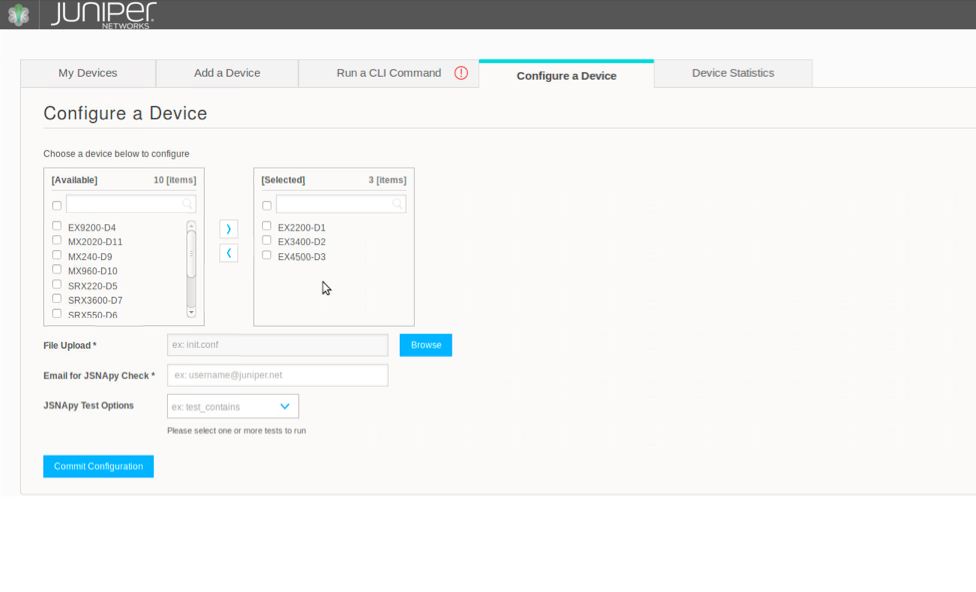 JUNIPEr
NETWORKS
My Devices
Add a Device
Run a CLI Command
Configure a Device
Device Statistics
Configure a Device
Choose a device below to configure
[Available] 10 [items]
EX9200-D4
MX2020-D11
MX240-D9
MX960-D10
SRX220-D5
SRX3600-D7
SRX550-D6
[Selected] 3 [items]
EX2200-D1
EX3400-D2
EX4500-D3
File Upload * ex: init.conf Browse
Email for JSNApy Check * ex: username@juniper.net
JSNApy Test Options ex: test_contains
Please select one or more tests to run
Commit Configuration